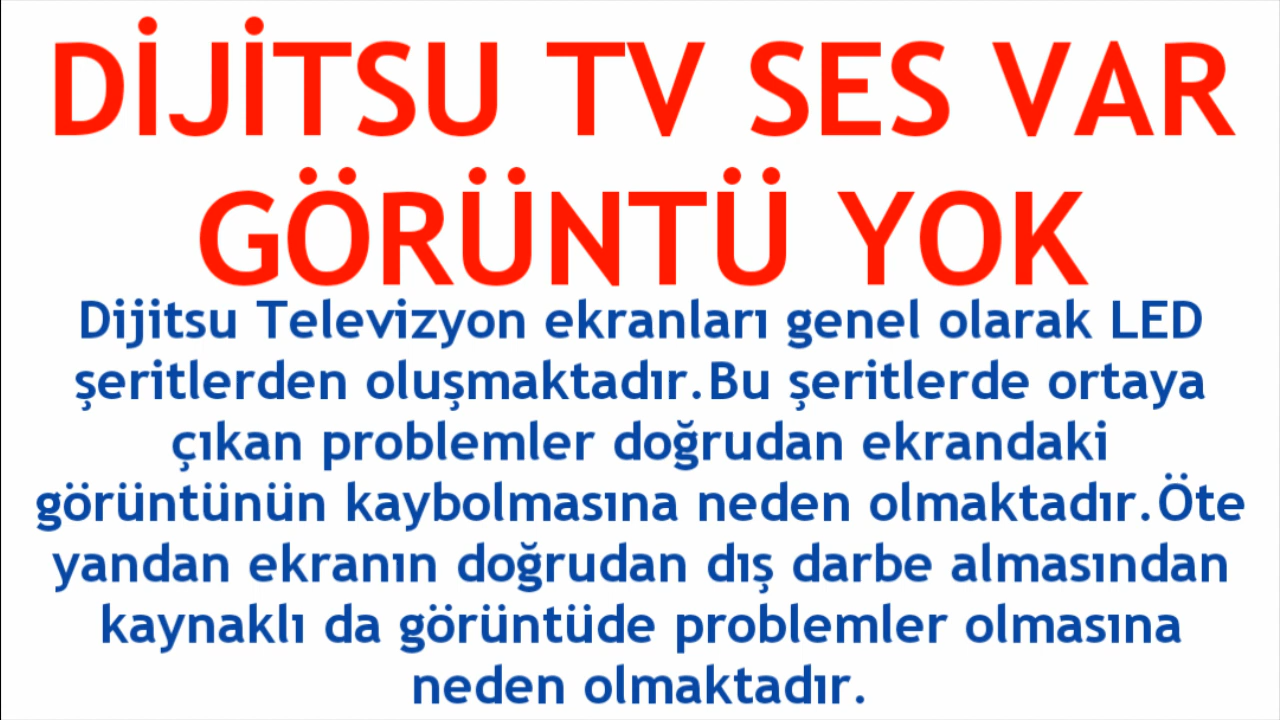 DİJİTSU TV SES VAR
GÖRÜNTÜ YOK
Dijitsu Televizyon ekranları genel olarak LED
şeritlerden oluşmaktadır.Bu şeritlerde ortaya
çıkan problemler doğrudan ekrandaki
görüntünün kaybolmasına neden olmaktadır.Öte
yandan ekranın doğrudan dış darbe almasından
kaynaklı da görüntüde problemler olmasına
neden olmaktadır.